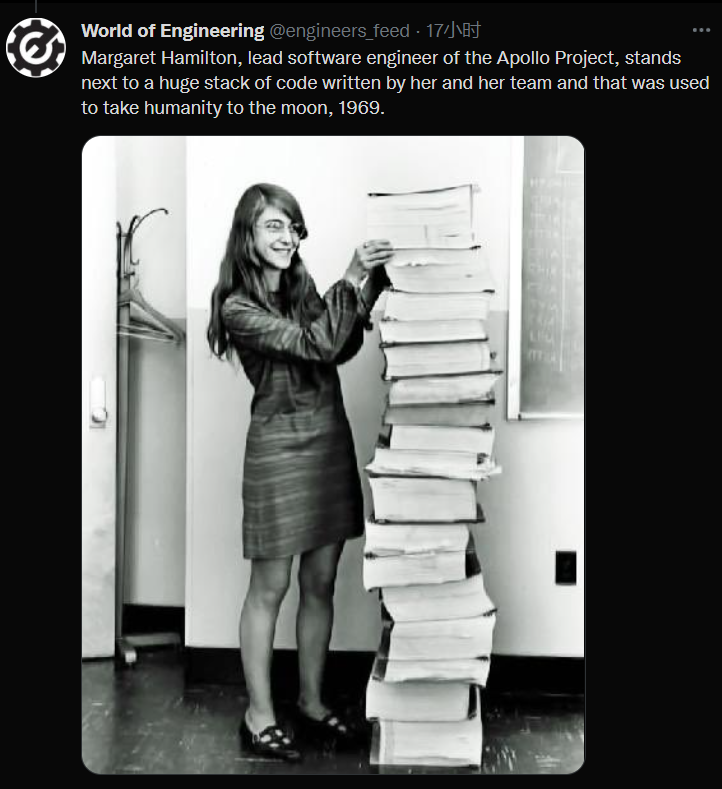 World of Engineering @engineers_feed · 17小时
Margaret Hamilton, lead software engineer of the Apollo Project, stands
next to a huge stack of code written by her and her team and that was used
to take humanity to the moon, 1969.